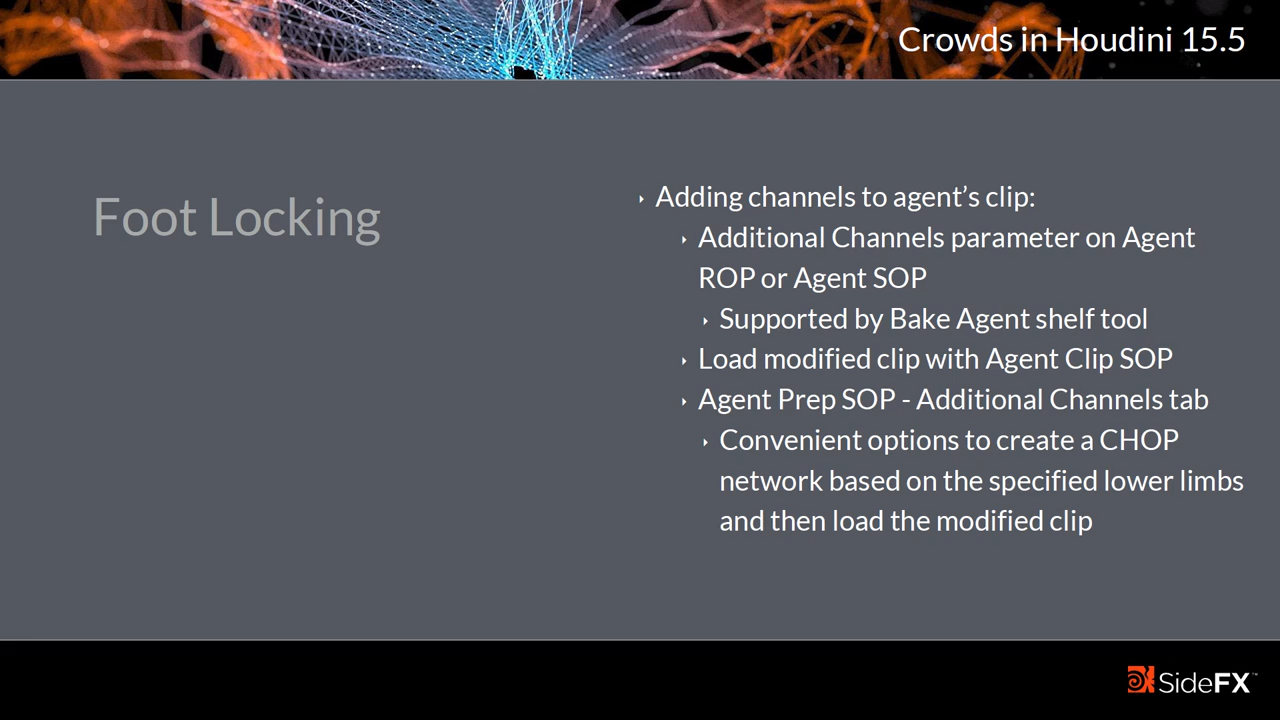 Crowds in Houdini 15.5
Foot Locking
Adding channels to agent’s clip:
Additional Channels parameter on Agent
ROP or Agent SOP
Supported by Bake Agent shelf tool
Load modified clip with Agent Clip SOP
Agent Prep SOP - Additional Channels tab
Convenient options to create a CHOP
network based on the specified lower limbs
and then load the modified clip
SideFX™